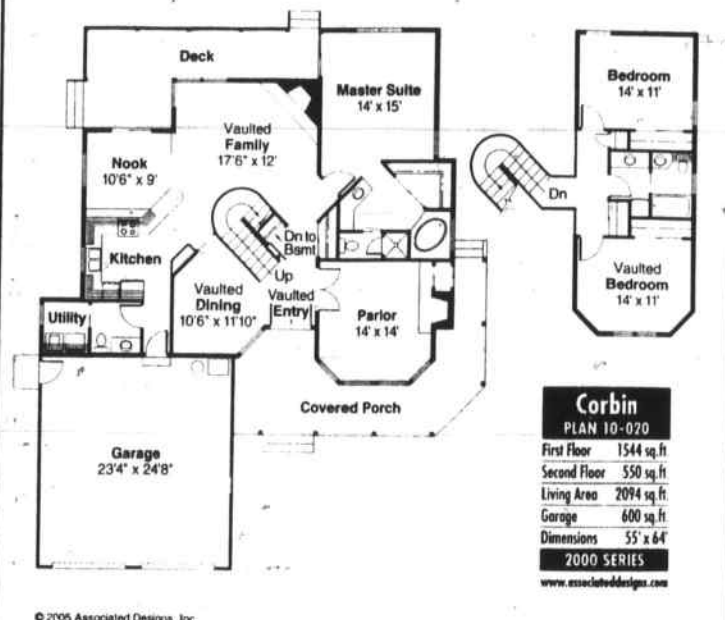 Deck
Master Suite
14' x 15'
Vaulted
Family
17'6" x 12'
Nook
10'6" x 9'
Kitchen
Dn to
Bsmt
Up
Vaulted
Dining
10'6" x 11'10"
Vaulted
Entry
Parlor
14' x 14'
Utility
Covered Porch
Garage
23'4" x 24'8"
Bedroom
14' x 11'
Dn
Vaulted
Bedroom
14' x 11'
Corbin
PLAN 10-020
First Floor 1544 sq.ft.
Second Floor 550 sq.ft.
Living Area 2094 sq.ft.
Garage 600 sq.ft.
Dimensions 55' x 64'
2000 SERIES
www.associateddesigns.com
© 2005 Associated Designs, Inc.